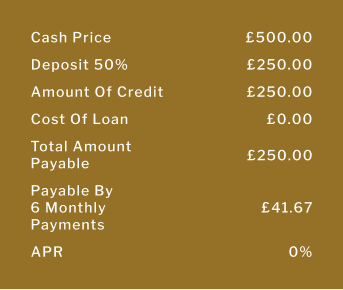 Cash Price £500.00
Deposit 50% £250.00
Amount Of Credit £250.00
Cost Of Loan £0.00
Total Amount
Payable £250.00
Payable By
6 Monthly £41.67
Payments
APR 0%